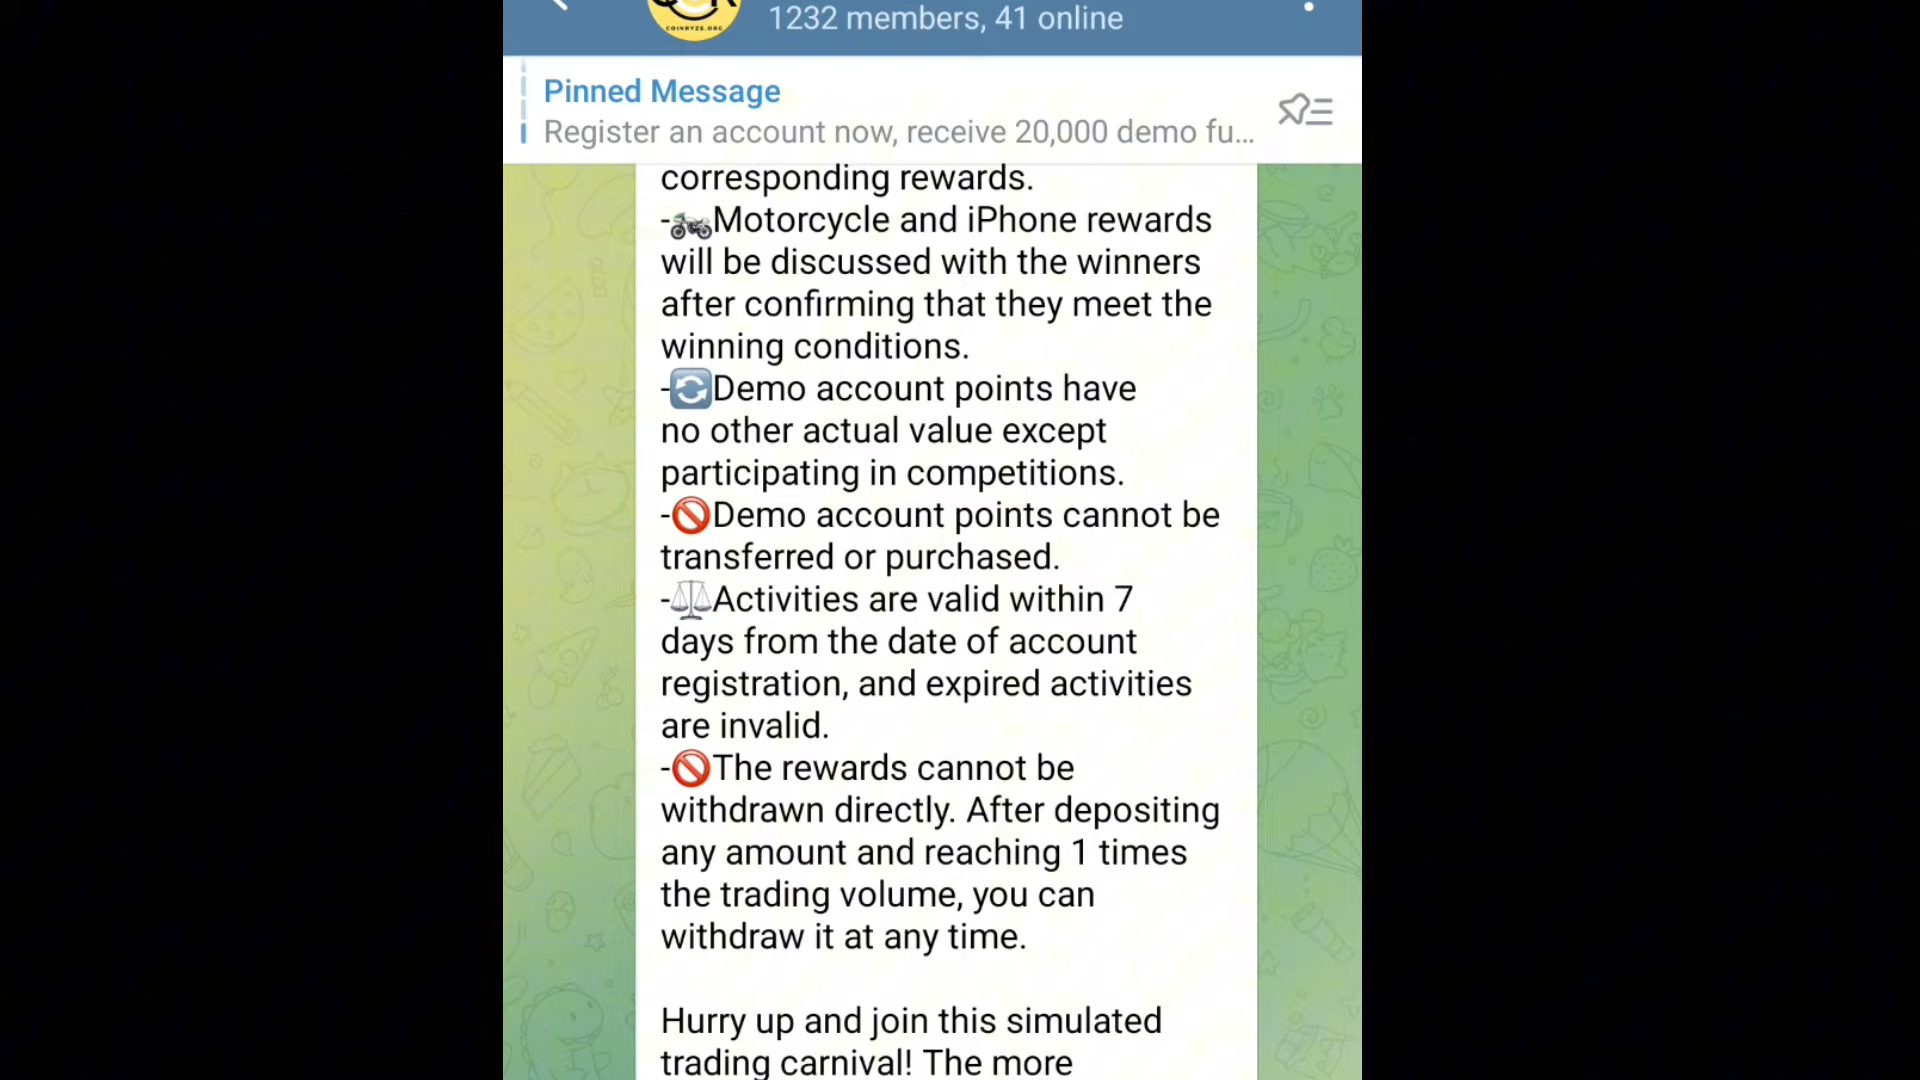 COINRYZE.ORG
1232 members, 41 online
Pinned Message
Register an account now, receive 20,000 demo fu...
corresponding rewards.
-🏍Motorcycle and iPhone rewards
will be discussed with the winners
after confirming that they meet the
winning conditions.
-🔄Demo account points have
no other actual value except
participating in competitions.
-🚫Demo account points cannot be
transferred or purchased.
-⚖Activities are valid within 7
days from the date of account
registration, and expired activities
are invalid.
-🚫The rewards cannot be
withdrawn directly. After depositing
any amount and reaching 1 times
the trading volume, you can
withdraw it at any time.
Hurry up and join this simulated
trading carnival! The more